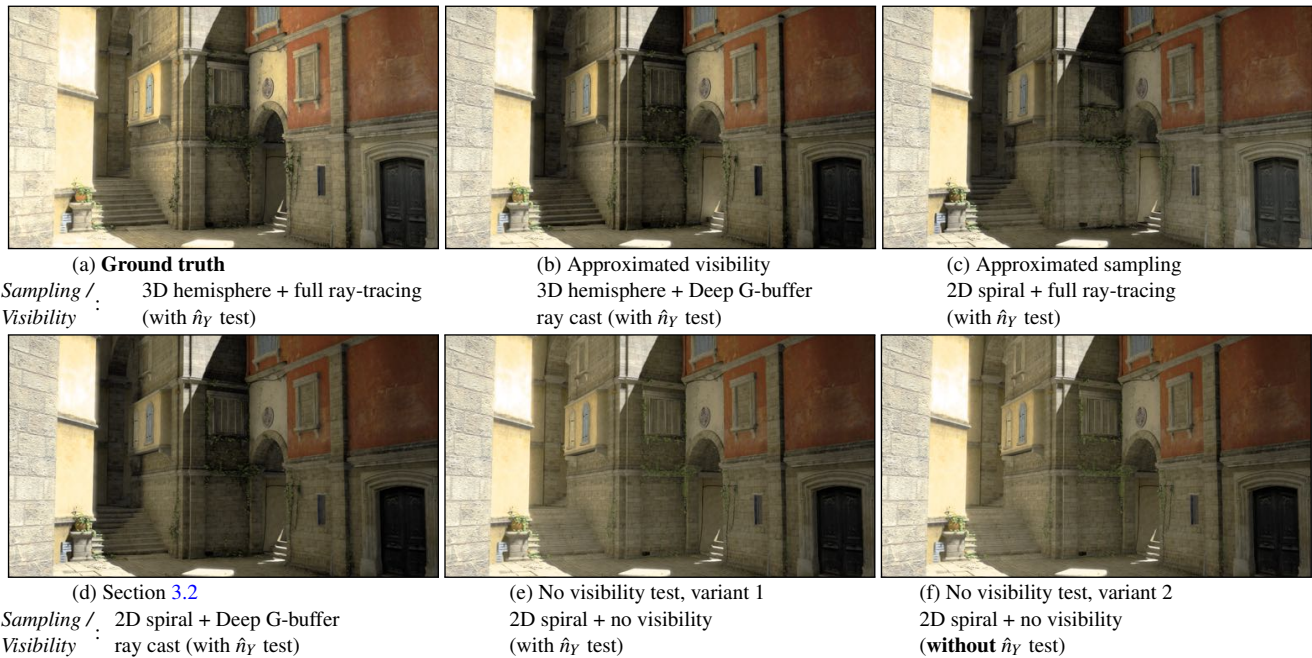 (a) Ground truth
Sampling / Visibility : 3D hemisphere + full ray-tracing
(with n̂_Y test)
(b) Approximated visibility
3D hemisphere + Deep G-buffer
ray cast (with n̂_Y test)
(c) Approximated sampling
2D spiral + full ray-tracing
(with n̂_Y test)
(d) Section 3.2
Sampling / Visibility : 2D spiral + Deep G-buffer
ray cast (with n̂_Y test)
(e) No visibility test, variant 1
2D spiral + no visibility
(with n̂_Y test)
(f) No visibility test, variant 2
2D spiral + no visibility
(without n̂_Y test)